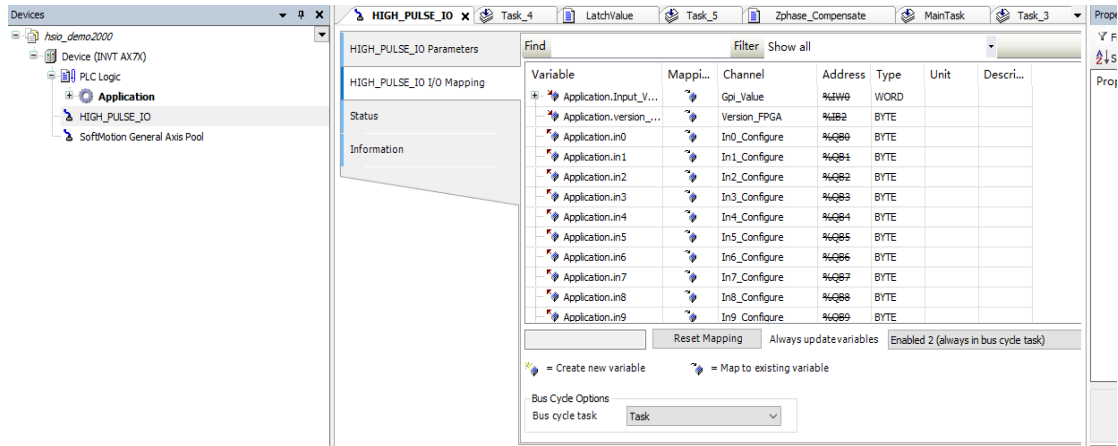 Devices
hsio_demo2000
Device (INVT AX7X)
PLC Logic
Application
HIGH_PULSE_IO
SoftMotion General Axis Pool
HIGH_PULSE_IO Task_4 LatchValue Task_5 Zphase_Compensate MainTask Task_3
HIGH_PULSE_IO Parameters
HIGH_PULSE_IO I/O Mapping
Status
Information
Find Filter Show all
Variable Mappi... Channel Address Type Unit Descri...
Application.Input_V... Gpi_Value %IW0 WORD
Application.version_... Version_FPGA %IB2 BYTE
Application.in0 In0_Configure %QB0 BYTE
Application.in1 In1_Configure %QB1 BYTE
Application.in2 In2_Configure %QB2 BYTE
Application.in3 In3_Configure %QB3 BYTE
Application.in4 In4_Configure %QB4 BYTE
Application.in5 In5_Configure %QB5 BYTE
Application.in6 In6_Configure %QB6 BYTE
Application.in7 In7_Configure %QB7 BYTE
Application.in8 In8_Configure %QB8 BYTE
Application.in9 In9_Configure %QB9 BYTE
Reset Mapping Always update variables Enabled 2 (always in bus cycle task)
= Create new variable = Map to existing variable
Bus Cycle Options
Bus cycle task Task